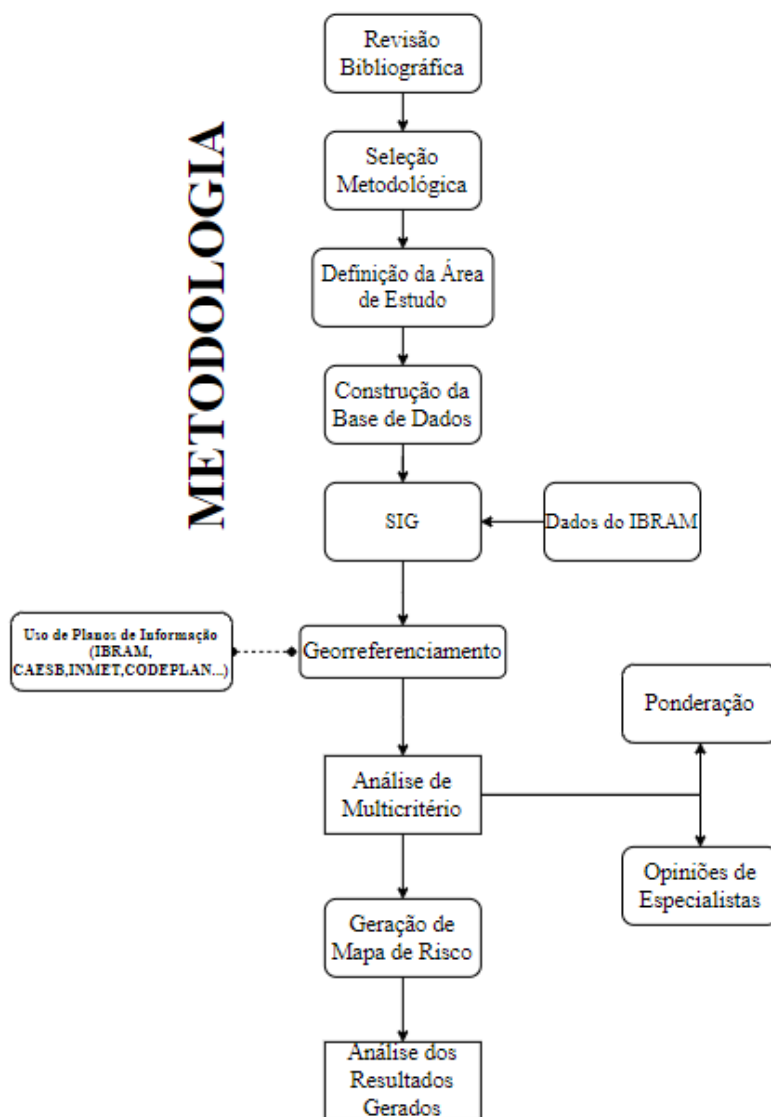 METODOLOGIA
Revisão
Bibliográfica
Seleção
Metodológica
Definição da Área
de Estudo
Construção da
Base de Dados
SIG
Dados do IBRAM
Uso de Planos de Informação
(IBRAM,
CAESB,INMET,CODEPLAN...)
Georreferenciamento
Ponderação
Análise de
Multicritério
Opiniões de
Especialistas
Geração de
Mapa de Risco
Análise dos
Resultados
Gerados